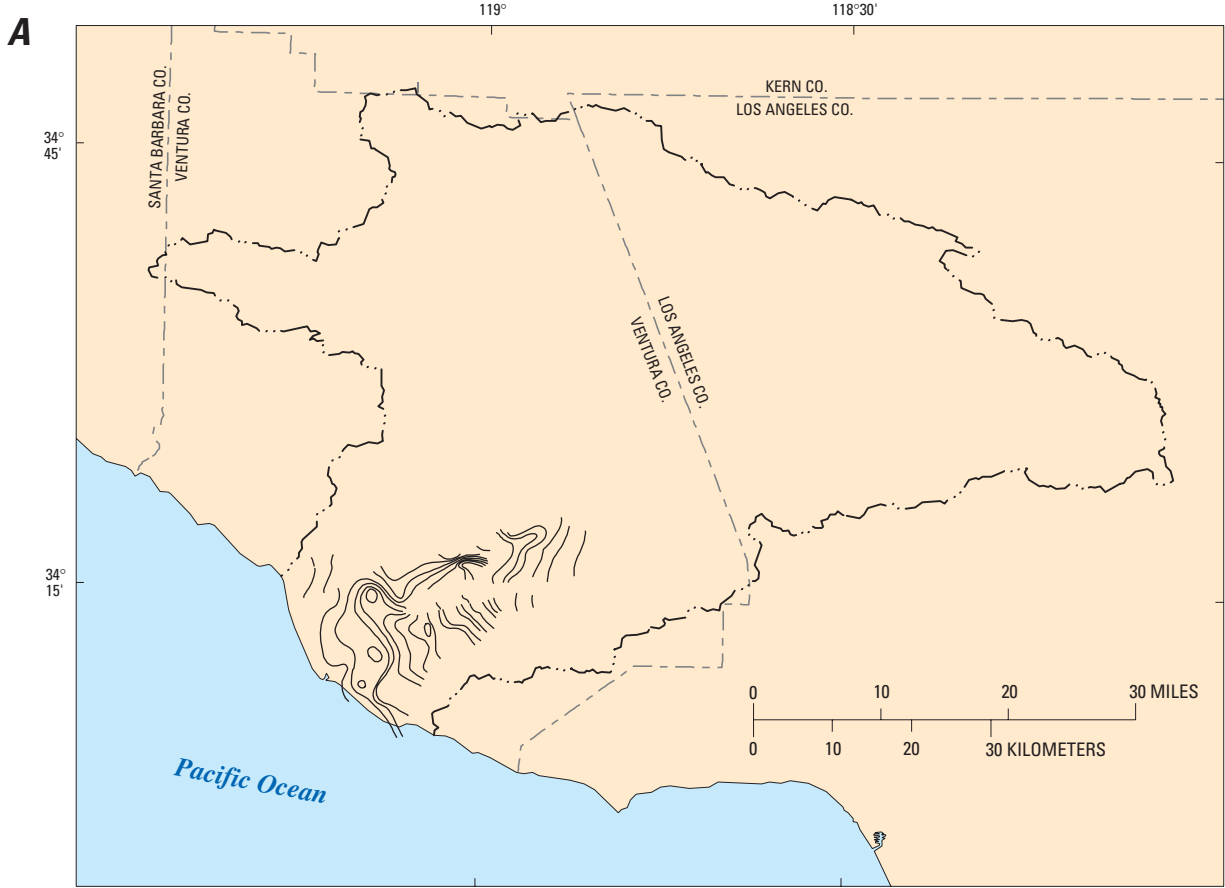 A
119°
118°30'
34°
45'
SANTA BARBARA CO.
VENTURA CO.
KERN CO.
LOS ANGELES CO.
LOS ANGELES CO.
VENTURA CO.
34°
15'
0 10 20 30 MILES
0 10 20 30 KILOMETERS
Pacific Ocean